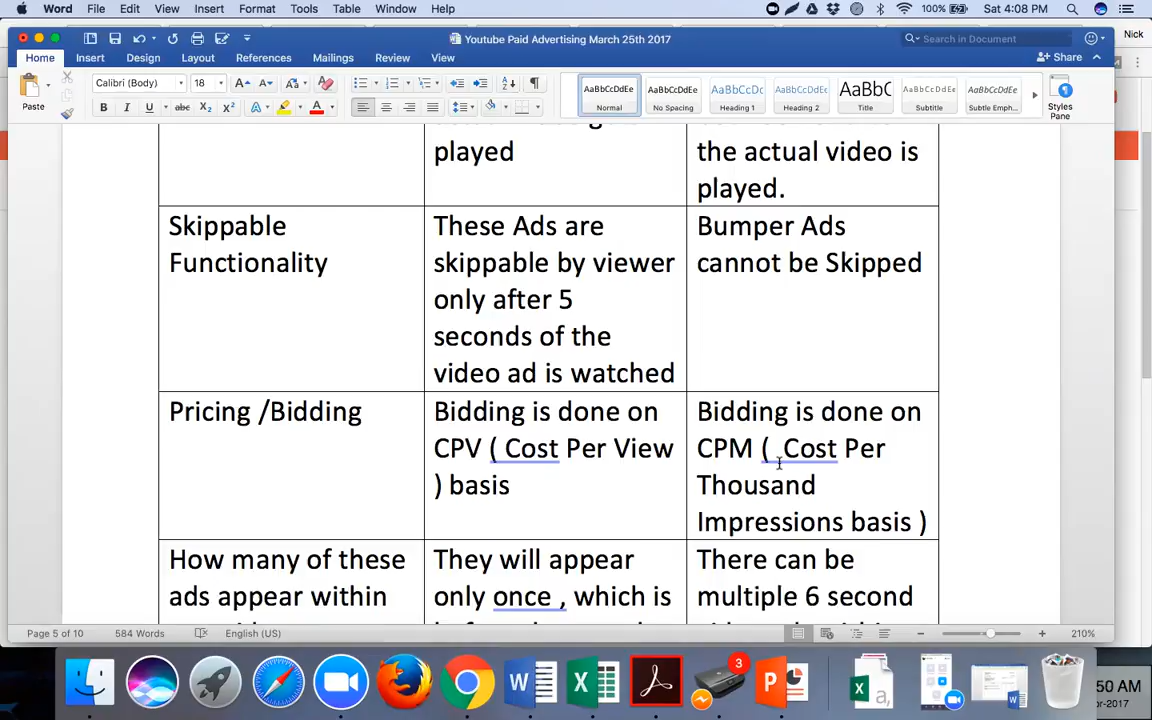 Word File Edit View Insert Format Tools Table Window Help 100% Sat 4:08 PM
Nick
Youtube Paid Advertising March 25th 2017
Search in Document
Home Insert Design Layout References Mailings Review View Share
Paste
Calibri (Body) 18
AaBbCcDdEe AaBbCcDdEe AaBbCcDc AaBbCcDdEe AaBbC AaBbCcDdEe AaBbCcDdEe
Normal No Spacing Heading 1 Heading 2 Title Subtitle Subtle Emph...
Styles
Pane
played
the actual video is
played.
Skippable
Functionality
These Ads are
skippable by viewer
only after 5
seconds of the
video ad is watched
Bumper Ads
cannot be Skipped
Pricing /Bidding
Bidding is done on
CPV ( Cost Per View
) basis
Bidding is done on
CPM ( Cost Per
Thousand
Impressions basis )
How many of these
ads appear within
They will appear
only once , which is
There can be
multiple 6 second
Page 5 of 10 584 Words English (US) 210%
3
:50 AM